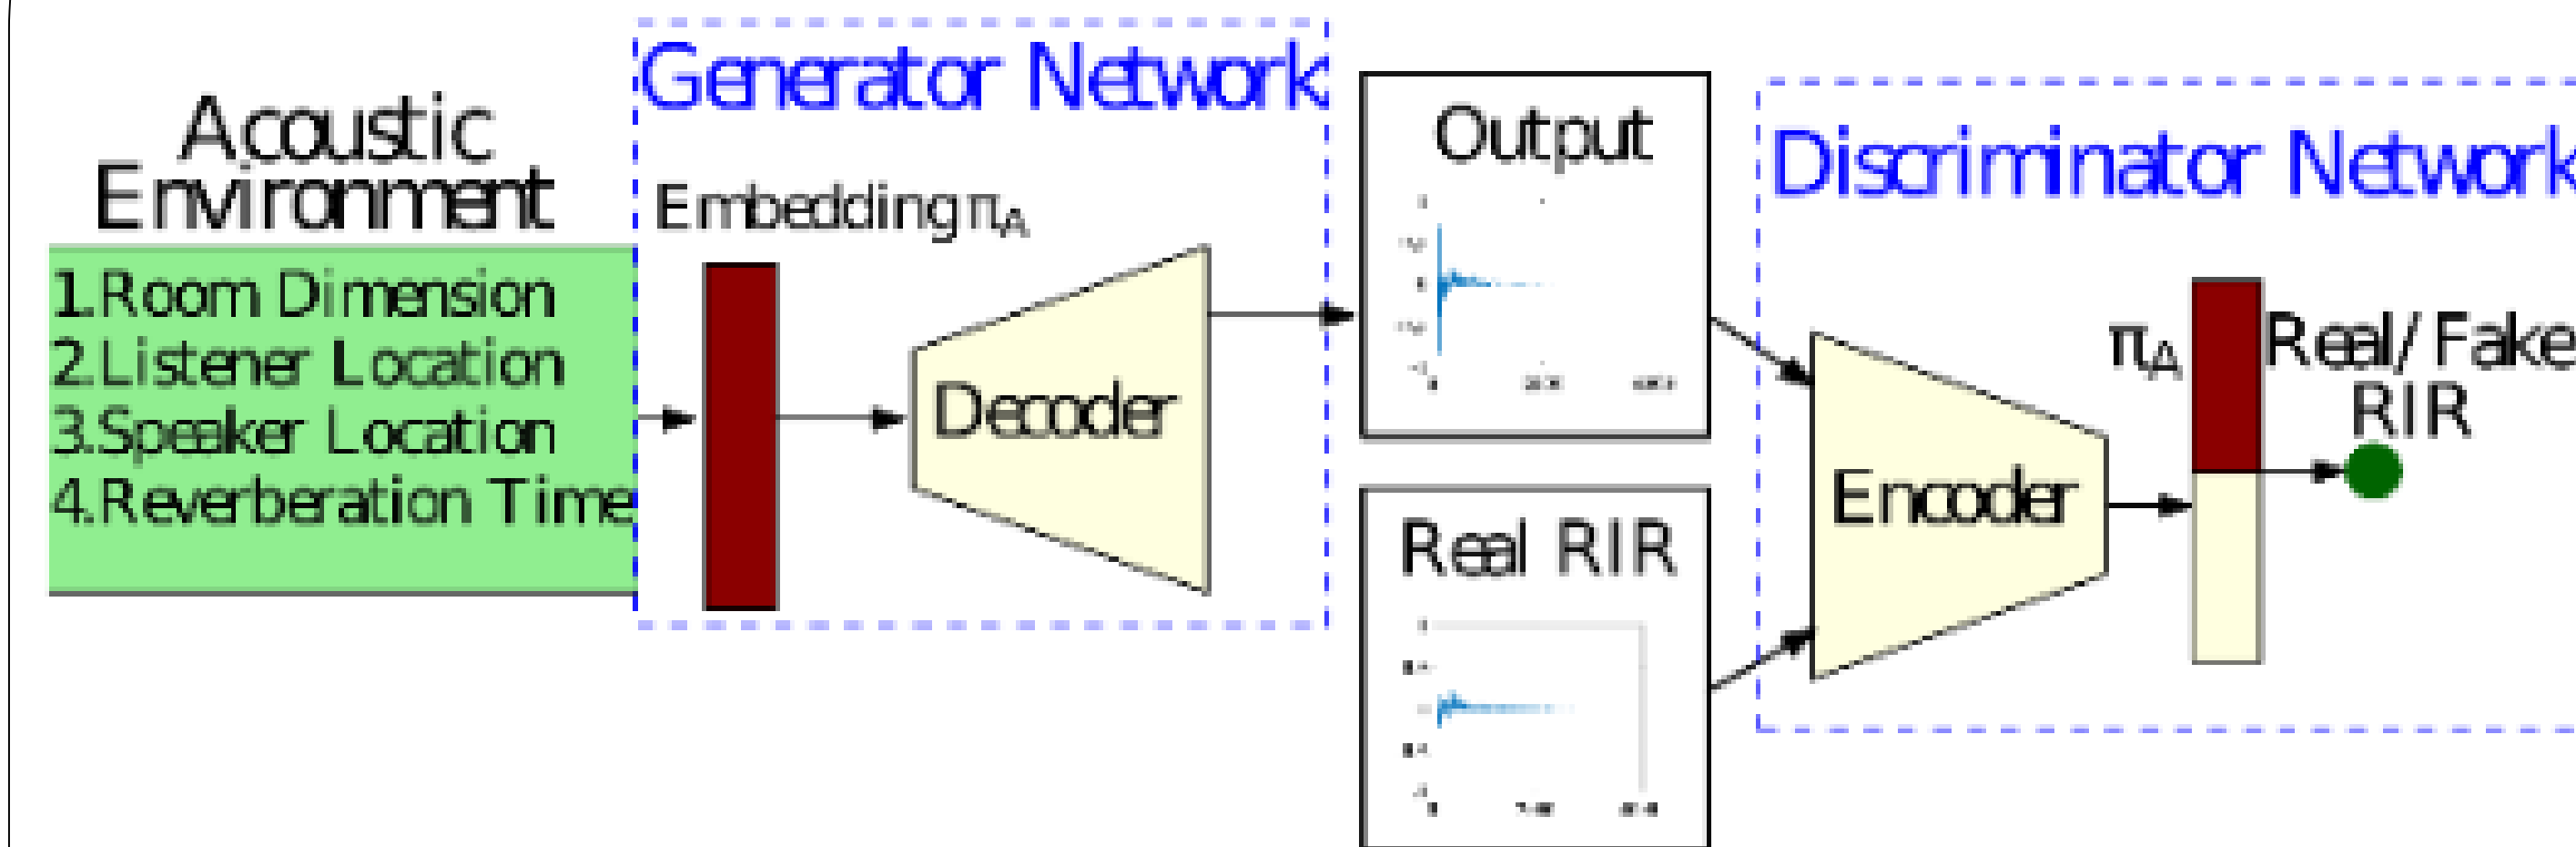 Acoustic
Environment
1.Room Dimension
2.Listener Location
3.Speaker Location
4.Reverberation Time
Generator Network
Embedding πA
Decoder
Output
Real RIR
Discriminator Network
Encoder
πA
Real/Fake
RIR